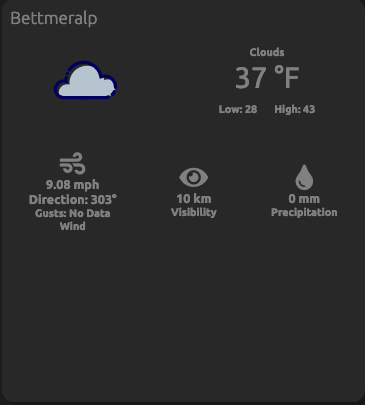 Bettmeralp
Clouds
37 °F
Low: 28 High: 43
9.08 mph
Direction: 303°
Gusts: No Data
Wind
10 km
Visibility
0 mm
Precipitation